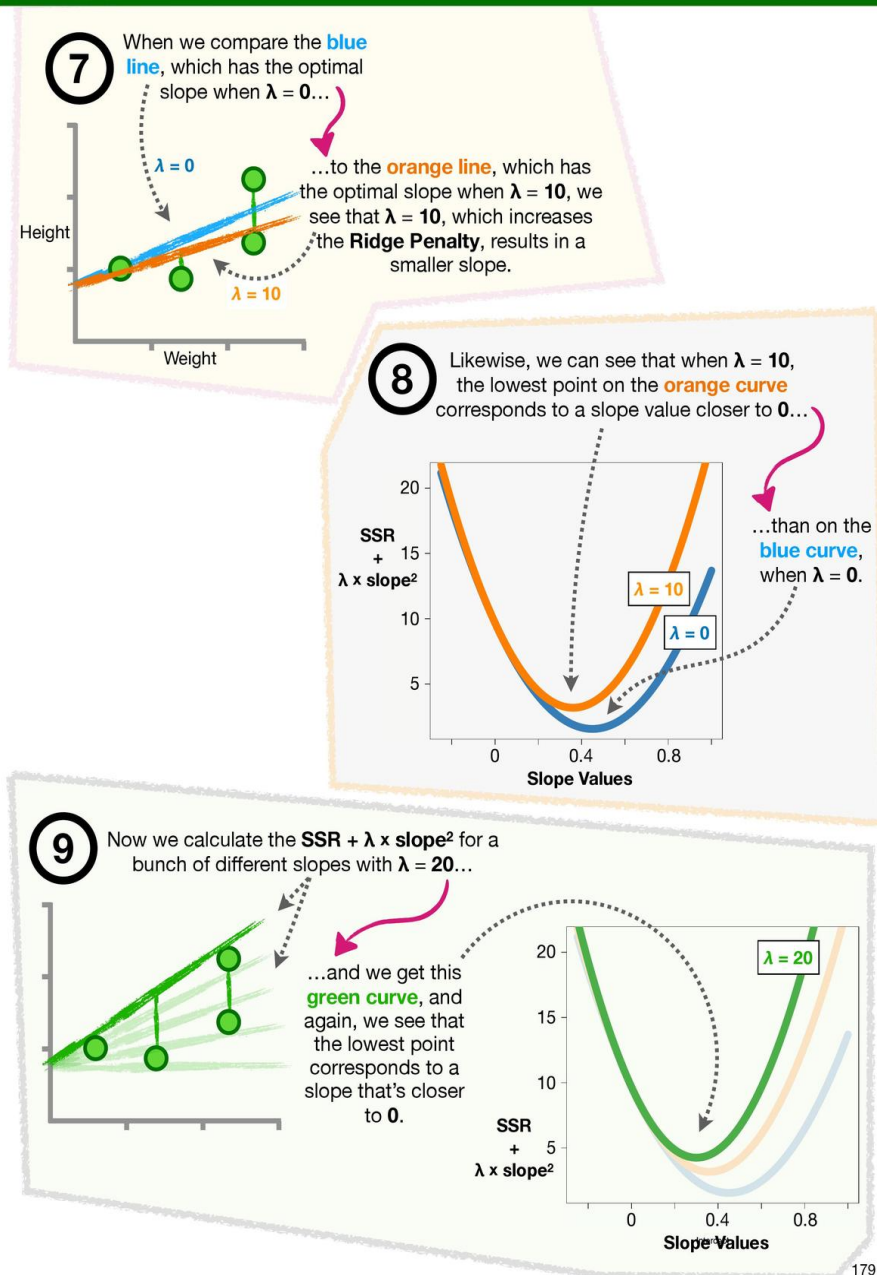 7
When we compare the blue
line, which has the optimal
slope when λ = 0…
…to the orange line, which has
the optimal slope when λ = 10, we
see that λ = 10, which increases
the Ridge Penalty, results in a
smaller slope.
λ = 0
Height
λ = 10
Weight
8
Likewise, we can see that when λ = 10,
the lowest point on the orange curve
corresponds to a slope value closer to 0…
…than on the
blue curve,
when λ = 0.
20
SSR
+
λ x slope²
15
10
5
λ = 10
λ = 0
0 0.4 0.8
Slope Values
9
Now we calculate the SSR + λ x slope² for a
bunch of different slopes with λ = 20…
…and we get this
green curve, and
again, we see that
the lowest point
corresponds to a
slope that's closer
to 0.
λ = 20
20
15
10
5
SSR
+
λ x slope²
0 0.4 0.8
Slope Values
179